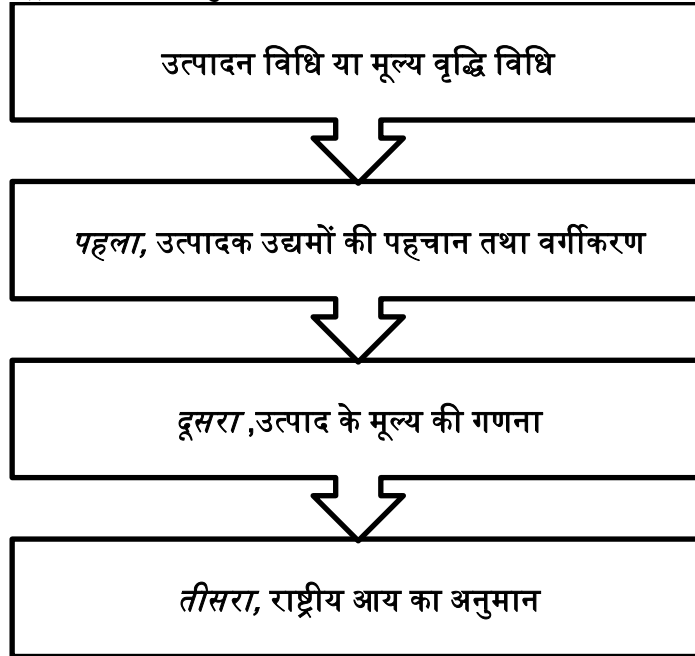 उत्पादन विधि या मूल्य वृद्धि विधि
पहला, उत्पादक उद्यमों की पहचान तथा वर्गीकरण
दूसरा ,उत्पाद के मूल्य की गणना
तीसरा, राष्ट्रीय आय का अनुमान